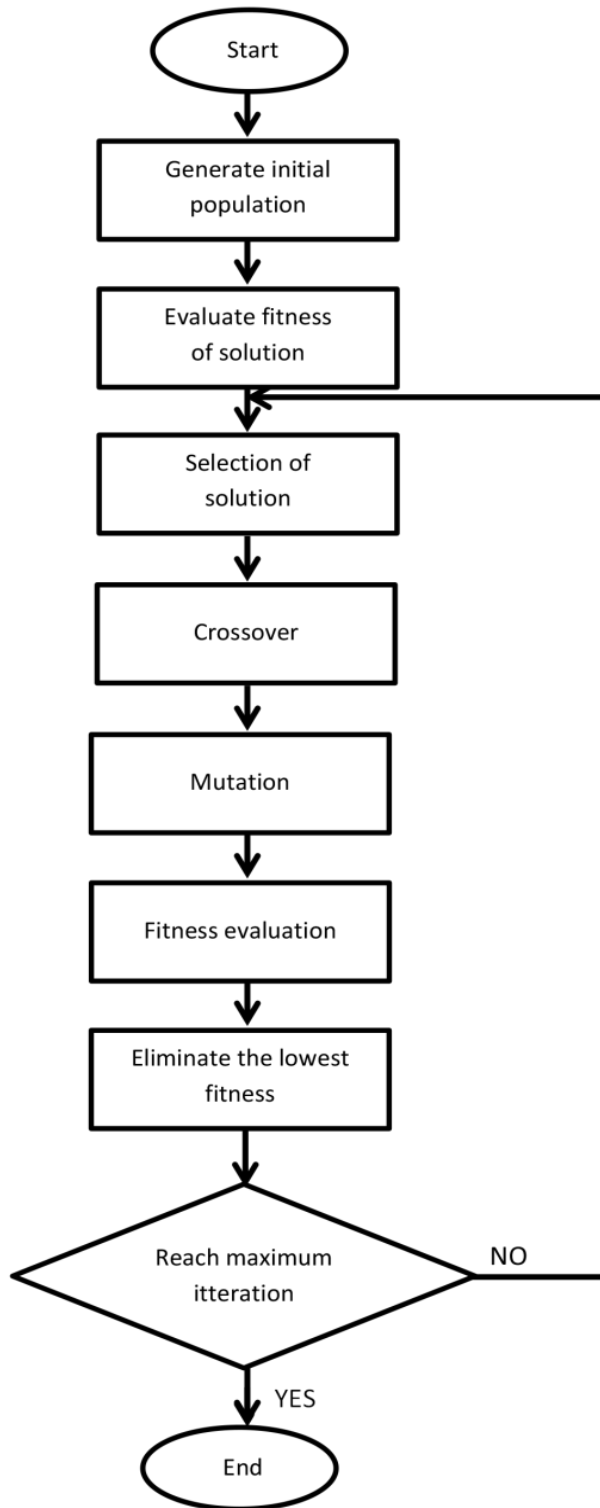 Start
Generate initial
population
Evaluate fitness
of solution
Selection of
solution
Crossover
Mutation
Fitness evaluation
Eliminate the lowest
fitness
Reach maximum
itteration
NO
YES
End